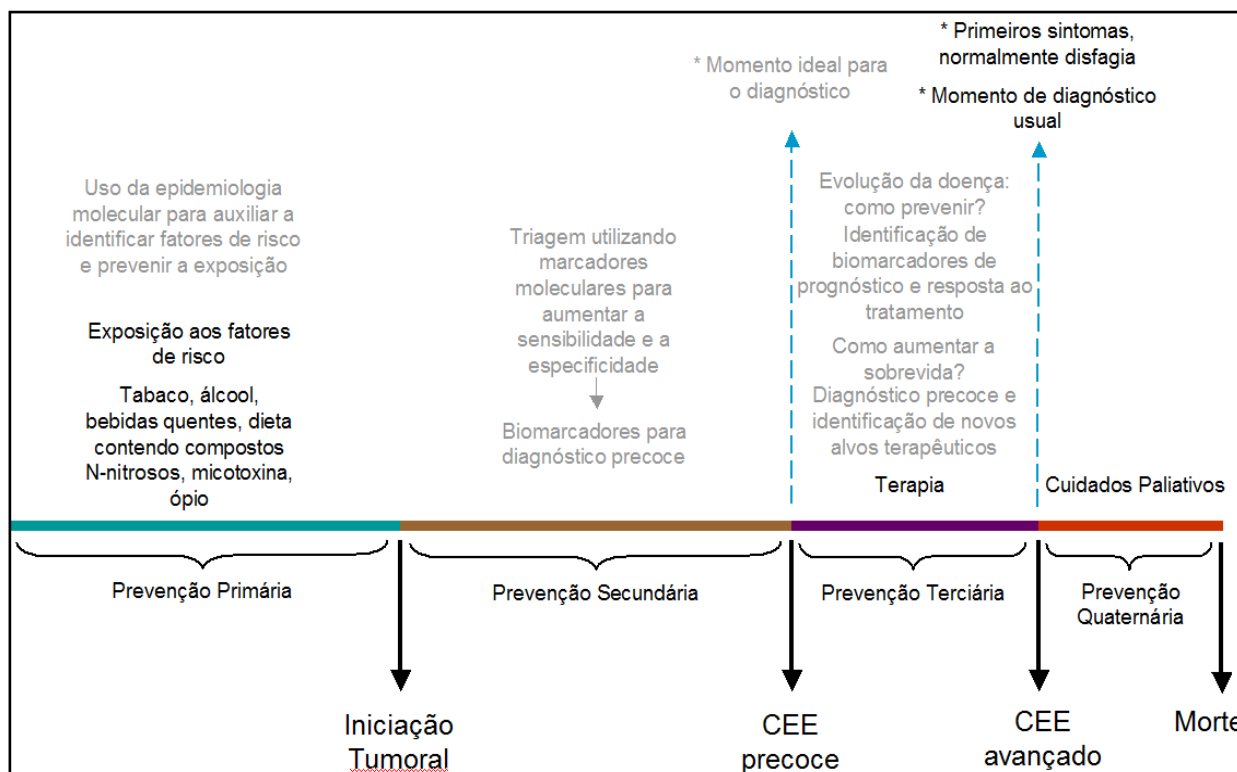 * Primeiros sintomas,
normalmente disfagia
* Momento ideal para
o diagnóstico
* Momento de diagnóstico
usual
Uso da epidemiologia
molecular para auxiliar a
identificar fatores de risco
e prevenir a exposição
Exposição aos fatores
de risco
Tabaco, álcool,
bebidas quentes, dieta
contendo compostos
N-nitrosos, micotoxina,
ópio
Triagem utilizando
marcadores
moleculares para
aumentar a
sensibilidade e a
especificidade
Biomarcadores para
diagnóstico precoce
Evolução da doença:
como prevenir?
Identificação de
biomarcadores de
prognóstico e resposta ao
tratamento
Como aumentar a
sobrevida?
Diagnóstico precoce e
identificação de novos
alvos terapêuticos
Terapia
Cuidados Paliativos
Prevenção Primária
Prevenção Secundária
Prevenção Terciária
Prevenção
Quaternária
Iniciação
Tumoral
CEE
precoce
CEE
avançado
Morte